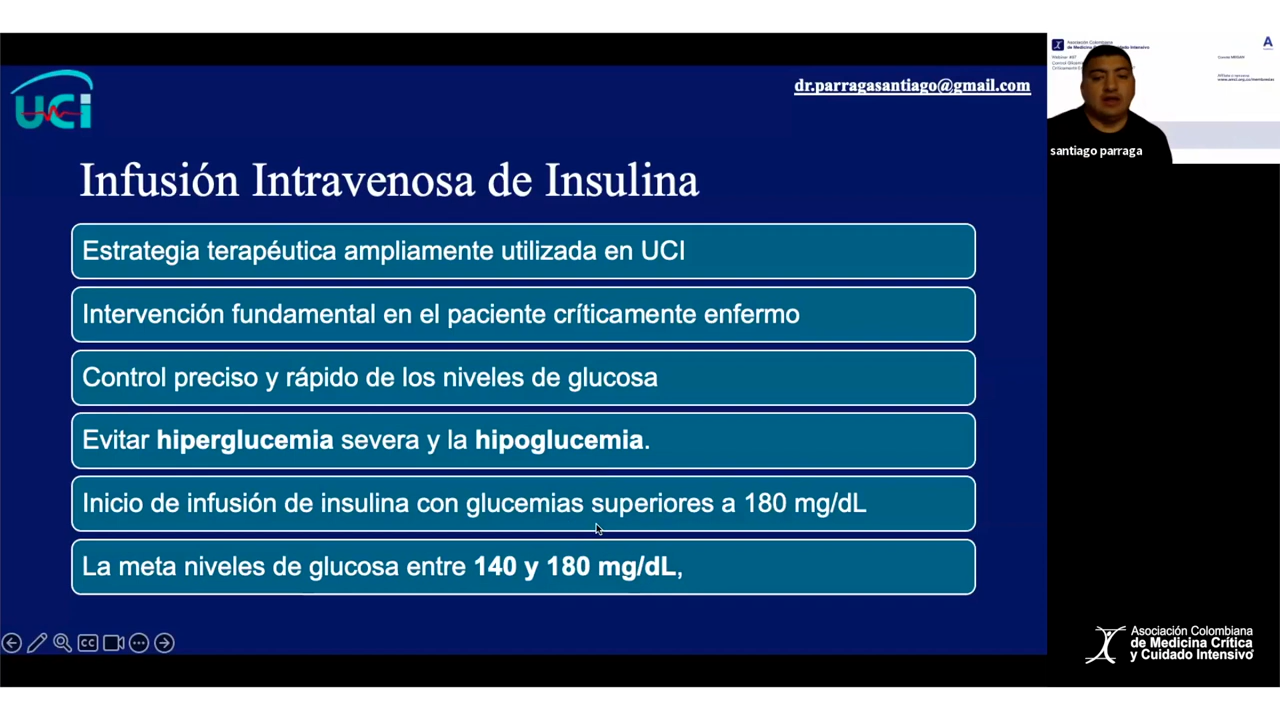 UCi
dr.parragasantiago@gmail.com
Infusión Intravenosa de Insulina
Estrategia terapéutica ampliamente utilizada en UCI
Intervención fundamental en el paciente críticamente enfermo
Control preciso y rápido de los niveles de glucosa
Evitar hiperglucemia severa y la hipoglucemia.
Inicio de infusión de insulina con glucemias superiores a 180 mg/dL
La meta niveles de glucosa entre 140 y 180 mg/dL,
CC
Asociación Colombiana
A
santiago parraga
Asociación Colombiana
de Medicina Crítica
y Cuidado Intensivo